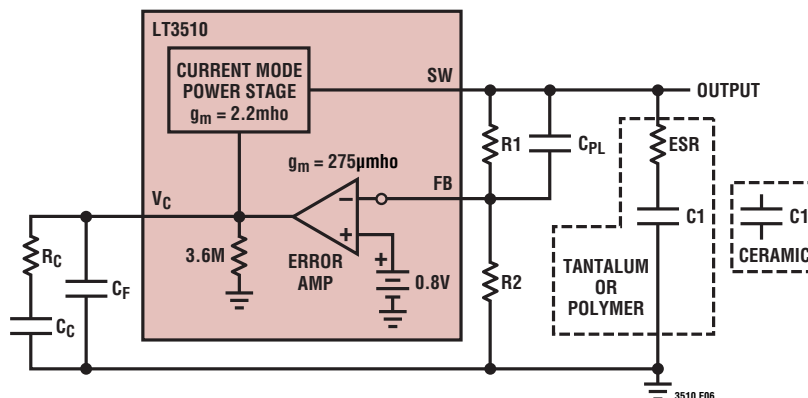 LT3510
CURRENT MODE
POWER STAGE
gm = 2.2mho
SW
OUTPUT
R1
CPL
ESR
gm = 275µmho
VC
FB
–
+
C1
C1
RC
CF
3.6M
ERROR
AMP
+
0.8V
R2
TANTALUM
OR
POLYMER
CERAMIC
CC
3510 F06